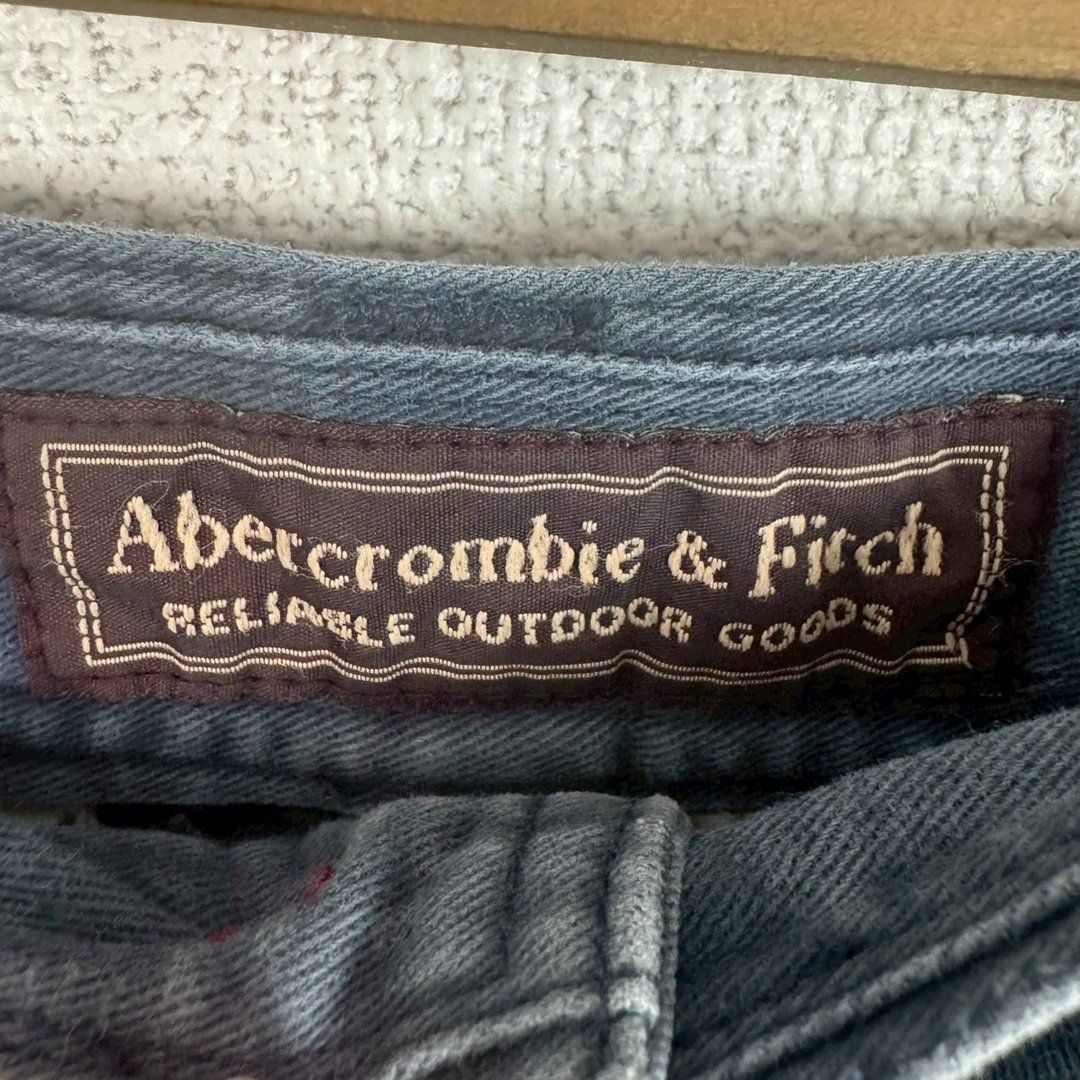 Abercrombie & Fitch
RELIABLE OUTDOOR GOODS